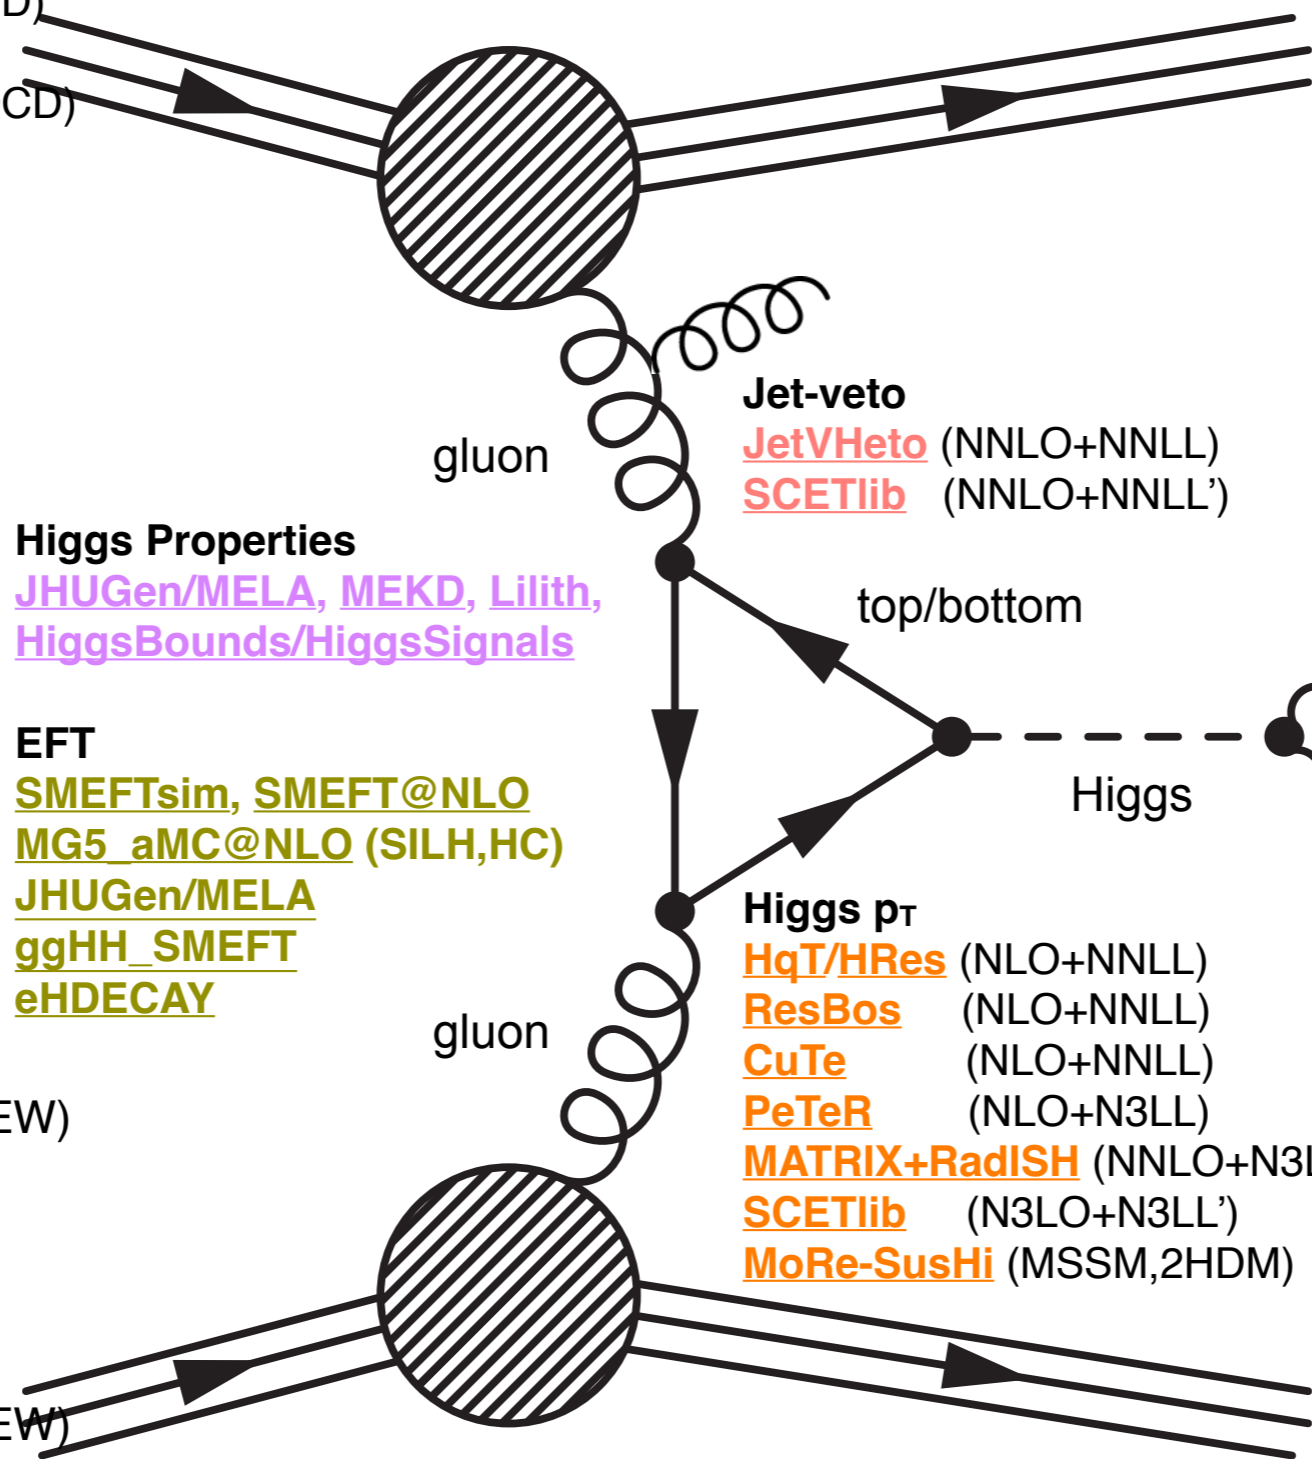 D)
CD)
Jet-veto
JetVHeto (NNLO+NNLL)
SCETlib (NNLO+NNLL’)
gluon
Higgs Properties
JHUGen/MELA, MEKD, Lilith,
HiggsBounds/HiggsSignals
top/bottom
EFT
SMEFTsim, SMEFT@NLO
MG5_aMC@NLO (SILH,HC)
JHUGen/MELA
ggHH_SMEFT
eHDECAY
Higgs
Higgs pT
HqT/HRes (NLO+NNLL)
ResBos (NLO+NNLL)
CuTe (NLO+NNLL)
PeTeR (NLO+N3LL)
MATRIX+RadISH (NNLO+N3L
SCETlib (N3LO+N3LL’)
MoRe-SusHi (MSSM,2HDM)
gluon
EW)
EW)